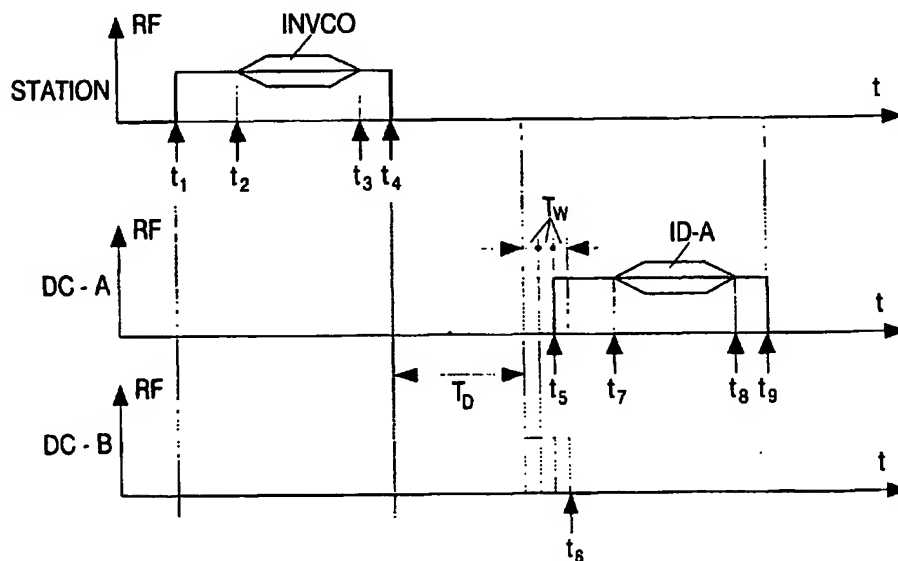 RF
INVCO
STATION
t
t1 t2 t3 t4
RF
TW
ID-A
DC - A
t
TD
t5 t7 t8 t9
RF
DC - B
t
t6